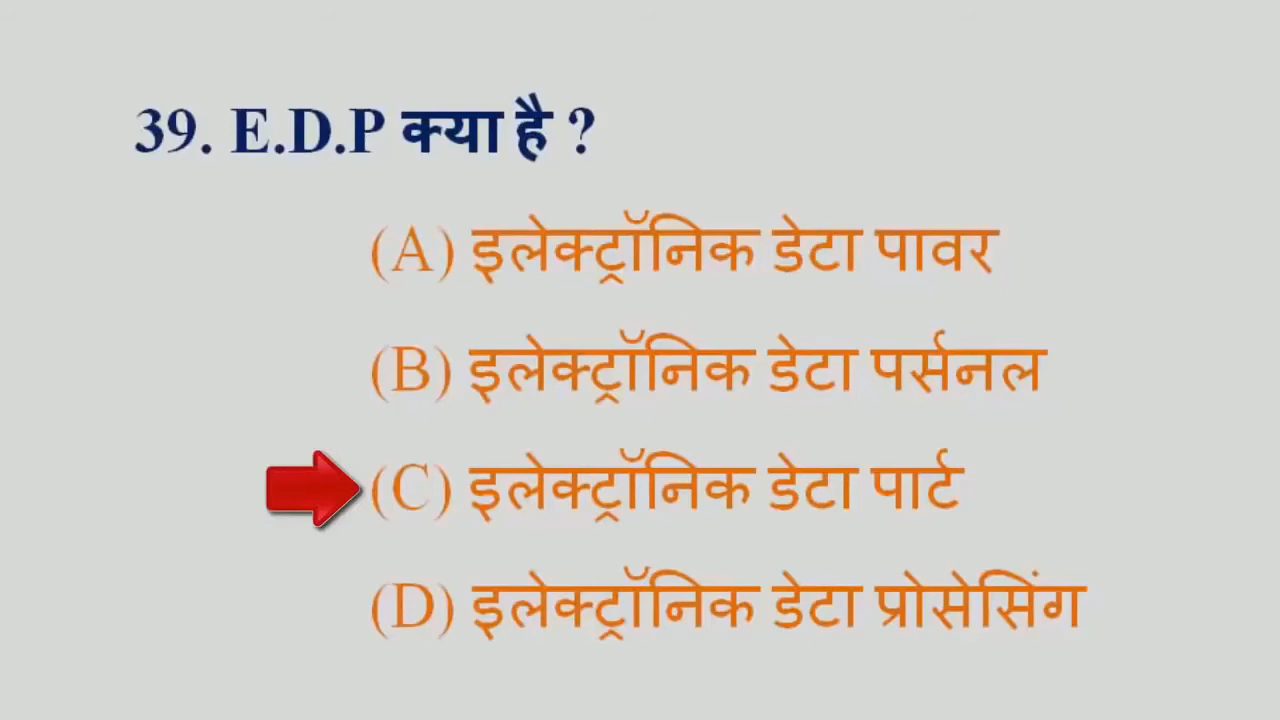 39. E.D.P क्या है ?
(A) इलेक्ट्रॉनिक डेटा पावर
(B) इलेक्ट्रॉनिक डेटा पर्सनल
(C) इलेक्ट्रॉनिक डेटा पार्ट
(D) इलेक्ट्रॉनिक डेटा प्रोसेसिंग